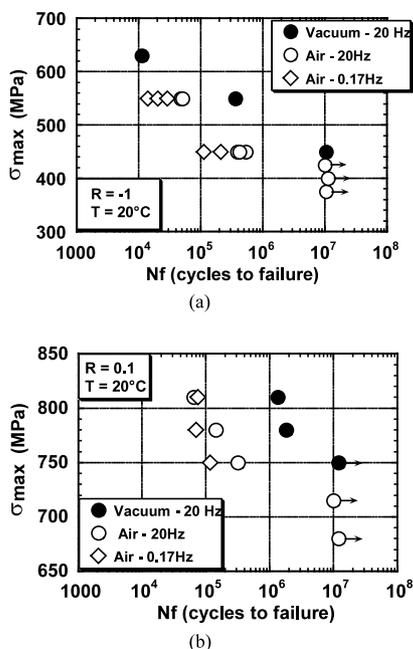 (a)
700
600
500
400
300
σmax (MPa)
Vacuum - 20 Hz
Air - 20Hz
Air - 0.17Hz
R = -1
T = 20°C
1000 10^4 10^5 10^6 10^7 10^8
Nf (cycles to failure)
(a)
850
800
750
700
650
σmax (MPa)
R = 0.1
T = 20°C
Vacuum - 20 Hz
Air - 20Hz
Air - 0,17Hz
1000 10^4 10^5 10^6 10^7 10^8
Nf (cycles to failure)
(b)